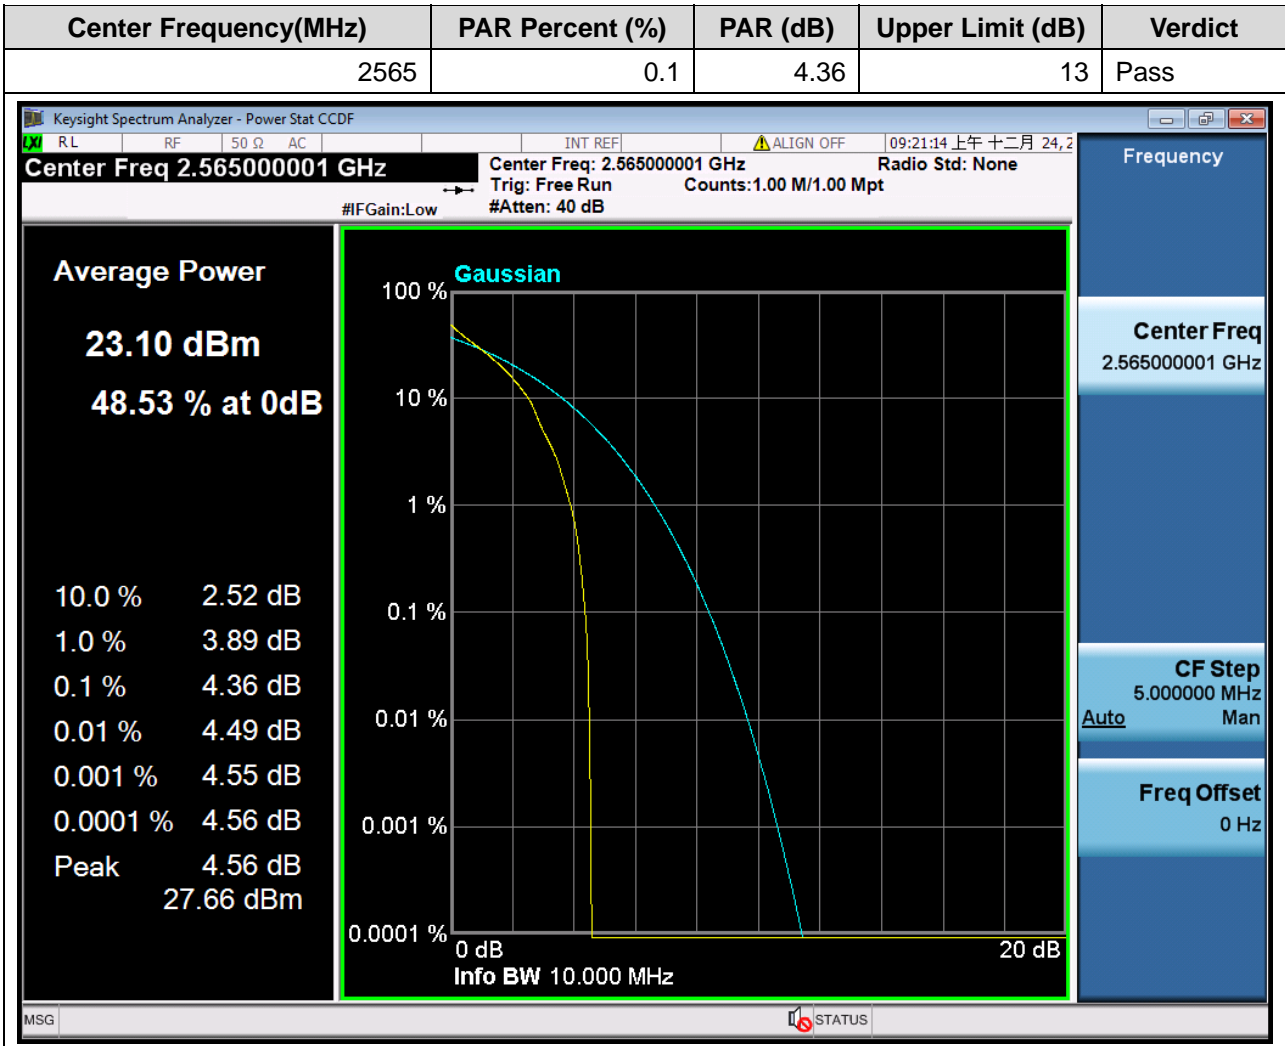 Center Frequency(MHz) PAR Percent (%) PAR (dB) Upper Limit (dB) Verdict
2565 0.1 4.36 13 Pass
Keysight Spectrum Analyzer - Power Stat CCDF
LXI RL RF 50 Ω AC INT REF ALIGN OFF 09:21:14 上午 十二月 24, 2
Center Freq 2.565000001 GHz
Center Freq: 2.565000001 GHz Radio Std: None
Trig: Free Run Counts:1.00 M/1.00 Mpt
#IFGain:Low #Atten: 40 dB
Average Power
23.10 dBm
48.53 % at 0dB
10.0 % 2.52 dB
1.0 % 3.89 dB
0.1 % 4.36 dB
0.01 % 4.49 dB
0.001 % 4.55 dB
0.0001 % 4.56 dB
Peak 4.56 dB
27.66 dBm
Gaussian
100 %
10 %
1 %
0.1 %
0.01 %
0.001 %
0.0001 %
0 dB 20 dB
Info BW 10.000 MHz
Frequency
Center Freq
2.565000001 GHz
CF Step
5.000000 MHz
Auto Man
Freq Offset
0 Hz
MSG STATUS